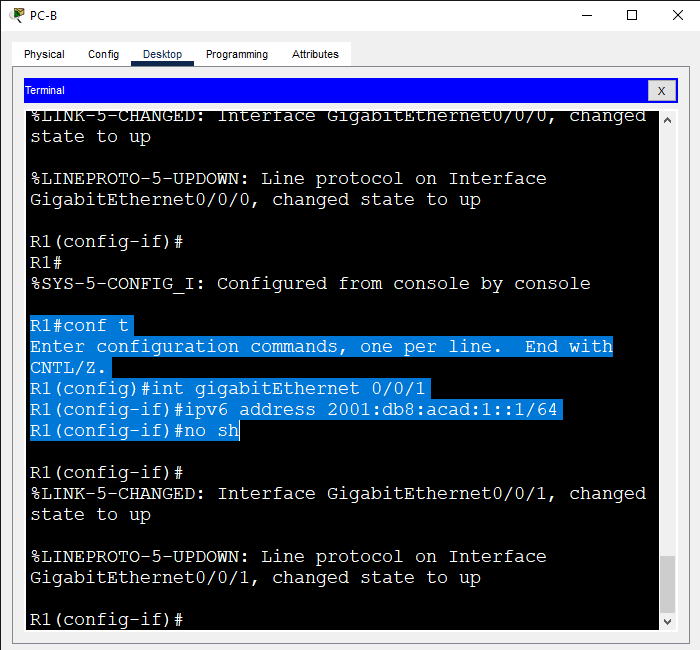 PC-B
Physical Config Desktop Programming Attributes
Terminal X
%LINK-5-CHANGED: Interface GigabitEthernet0/0/0, changed
state to up
%LINEPROTO-5-UPDOWN: Line protocol on Interface
GigabitEthernet0/0/0, changed state to up
R1(config-if)#
R1#
%SYS-5-CONFIG_I: Configured from console by console
R1#conf t
Enter configuration commands, one per line.  End with
CNTL/Z.
R1(config)#int gigabitEthernet 0/0/1
R1(config-if)#ipv6 address 2001:db8:acad:1::1/64
R1(config-if)#no sh
R1(config-if)#
%LINK-5-CHANGED: Interface GigabitEthernet0/0/1, changed
state to up
%LINEPROTO-5-UPDOWN: Line protocol on Interface
GigabitEthernet0/0/1, changed state to up
R1(config-if)#